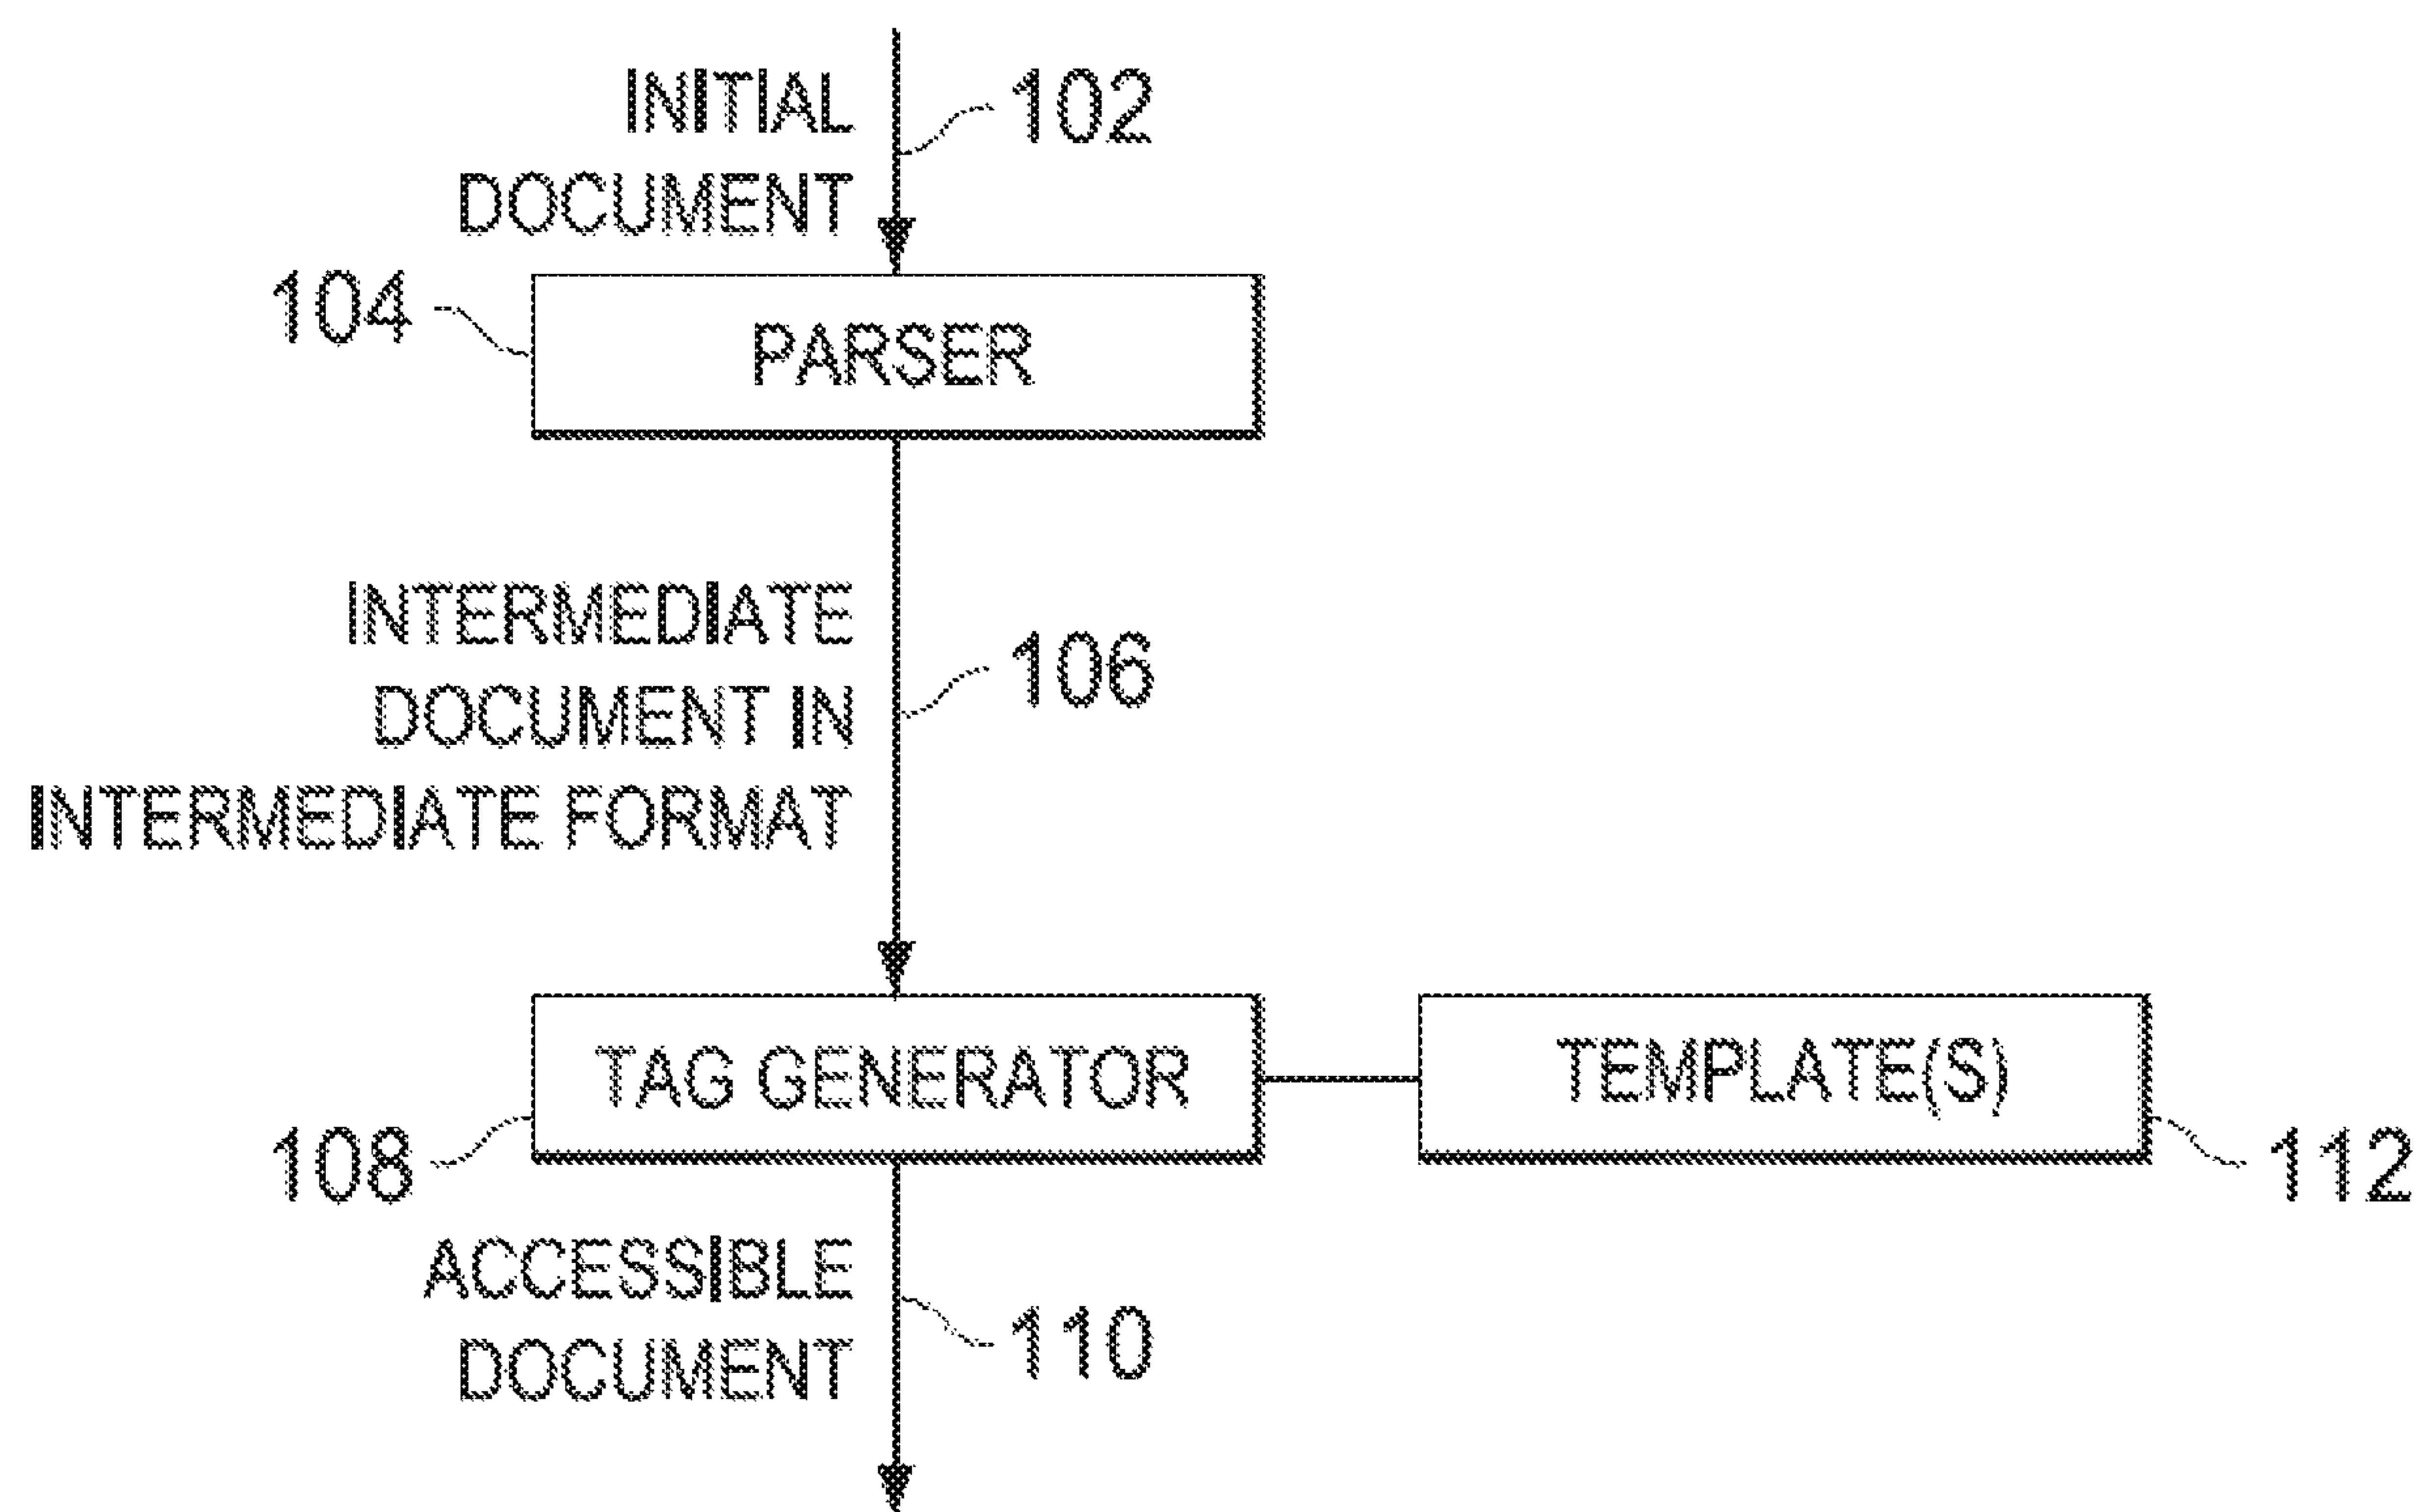 INITIAL
DOCUMENT
102
104
PARSER
INTERMEDIATE
DOCUMENT IN
INTERMEDIATE FORMAT
106
TAG GENERATOR
108
TEMPLATE(S)
112
ACCESSIBLE
DOCUMENT
110